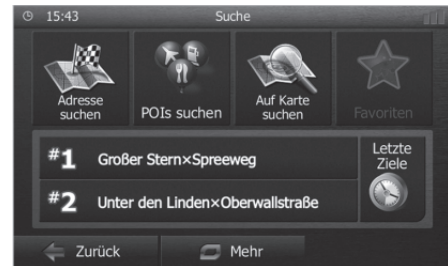 15:43 Suche
Adresse suchen POIs suchen Auf Karte suchen Favoriten
#1 Großer Stern×Spreeweg
Letzte Ziele
#2 Unter den Linden×Oberwallstraße
Zurück Mehr